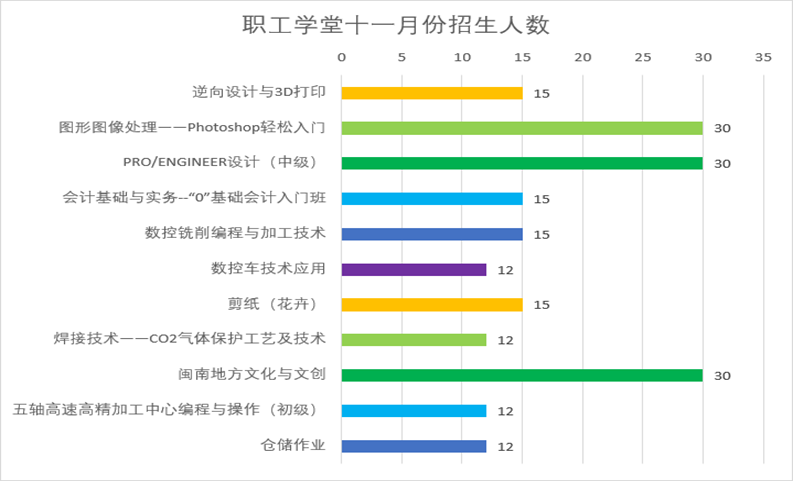 职工学堂十一月份招生人数
0 5 10 15 20 25 30 35
逆向设计与3D打印 15
图形图像处理——Photoshop轻松入门 30
PRO/ENGINEER设计（中级） 30
会计基础与实务--“0”基础会计入门班 15
数控铣削编程与加工技术 15
数控车技术应用 12
剪纸（花卉） 15
焊接技术——CO2气体保护工艺及技术 12
闽南地方文化与文创 30
五轴高速高精加工中心编程与操作（初级） 12
仓储作业 12